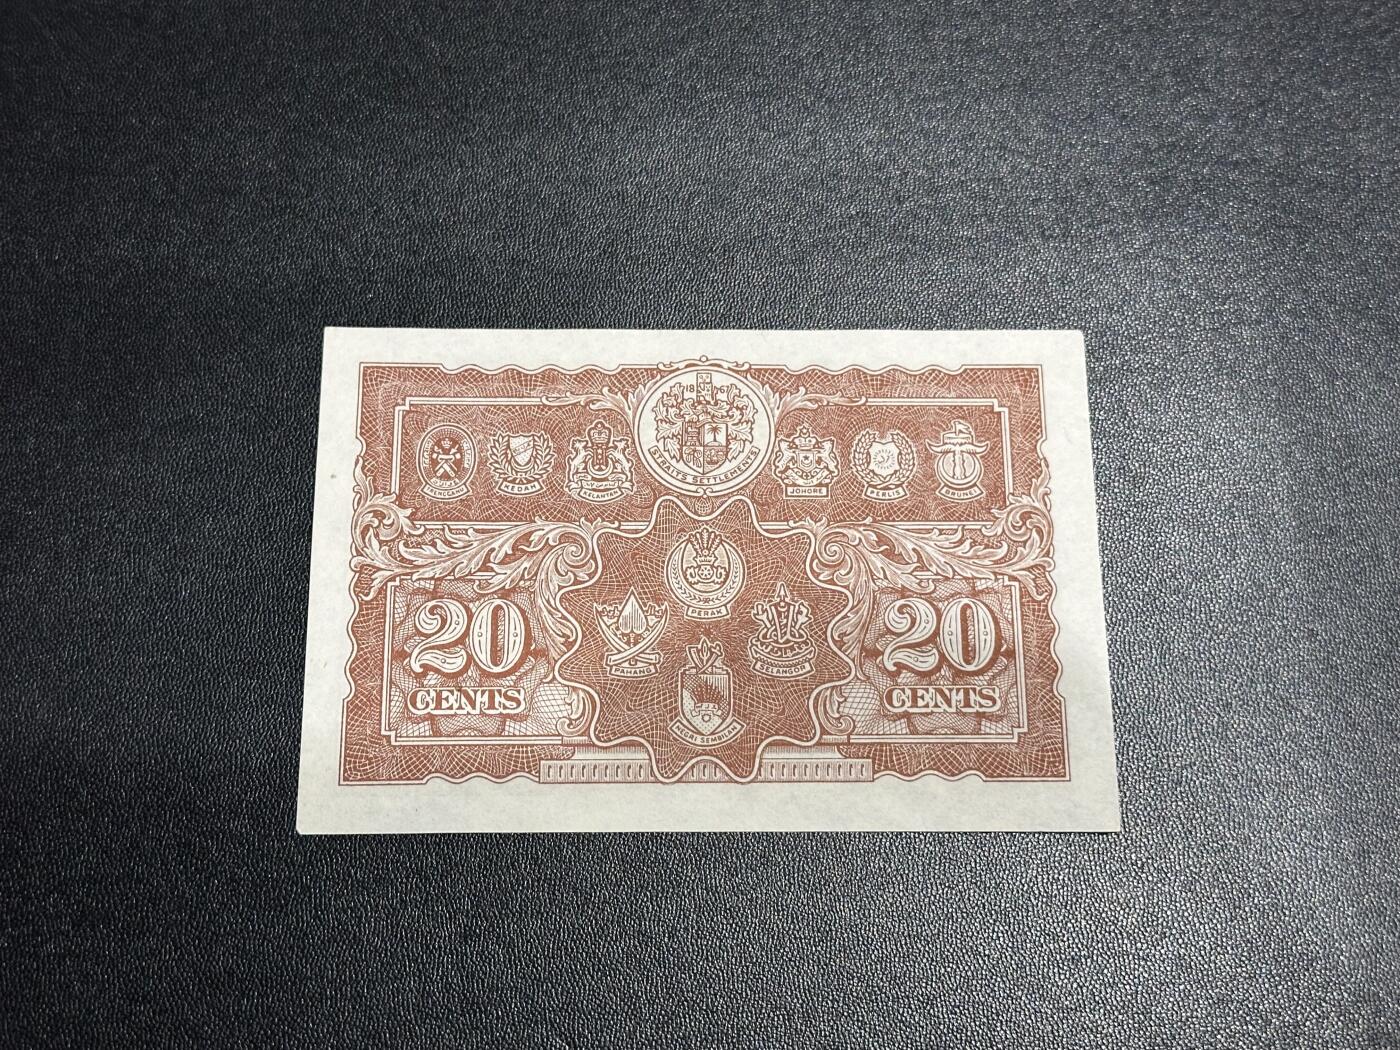 1867
STRAITS SETTLEMENTS
TRENGGANU
KEDAH
KELANTAN
JOHORE
PERLIS
BRUNEI
PERAK
PAHANG
SELANGOR
NEGRI SEMBILAN
20
CENTS
20
CENTS